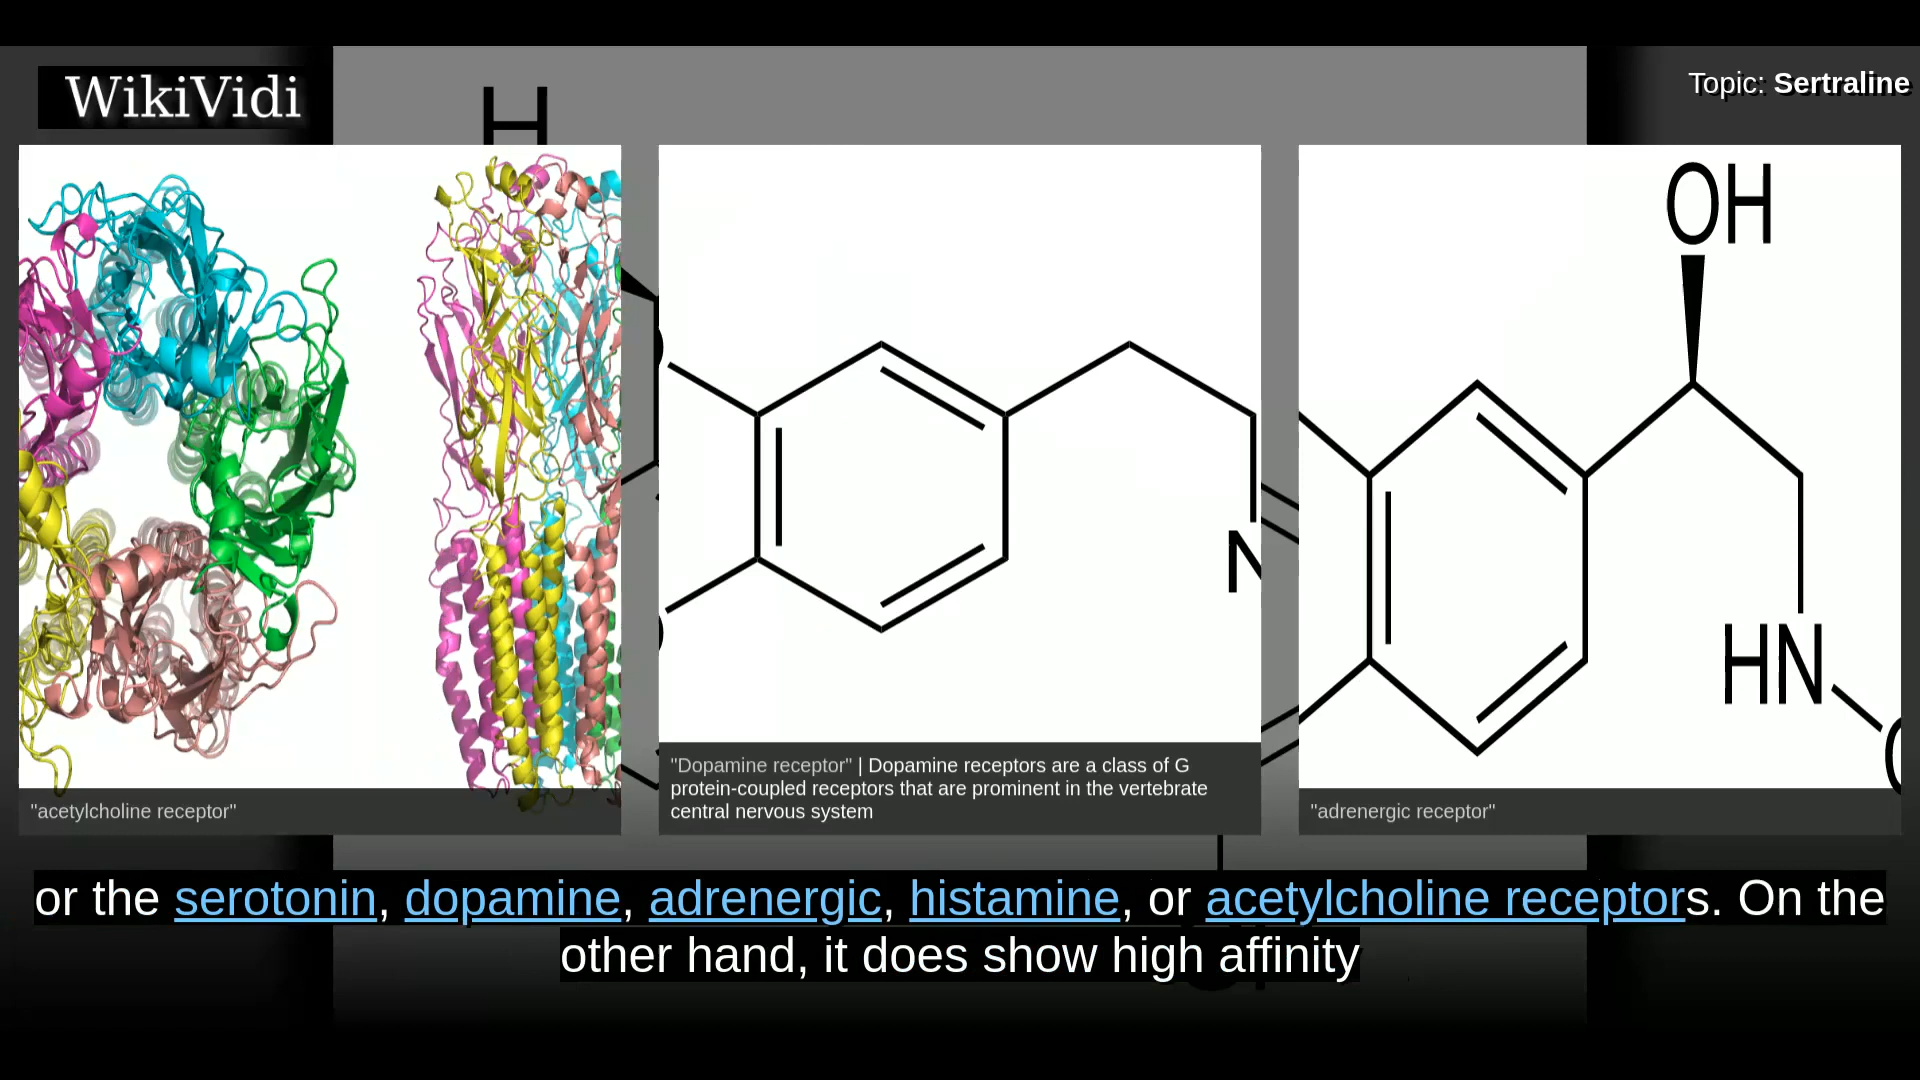 WikiVidi
Topic: Sertraline
H
OH
N
HN
"acetylcholine receptor"
"Dopamine receptor" | Dopamine receptors are a class of G
protein-coupled receptors that are prominent in the vertebrate
central nervous system
"adrenergic receptor"
or the serotonin, dopamine, adrenergic, histamine, or acetylcholine receptors. On the
other hand, it does show high affinity